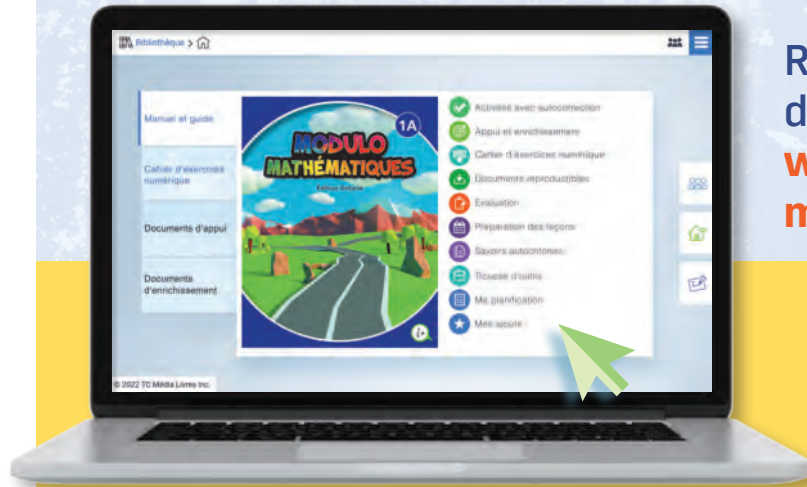 Bibliothèque >
Manuel et guide
Cahier d'exercices
numérique
Documents d'appui
Documents
d'enrichissement
1A
MODULO
MATHÉMATIQUES
Activités avec autocorrection
Appui et enrichissement
Cahier d'exercices numérique
Documents reproductibles
Évaluation
Préparation des leçons
Savoirs autochtones
Trousse d'outils
Ma planification
Mes ajouts
© 2022 TC Média Livres Inc.
R
d
w
m